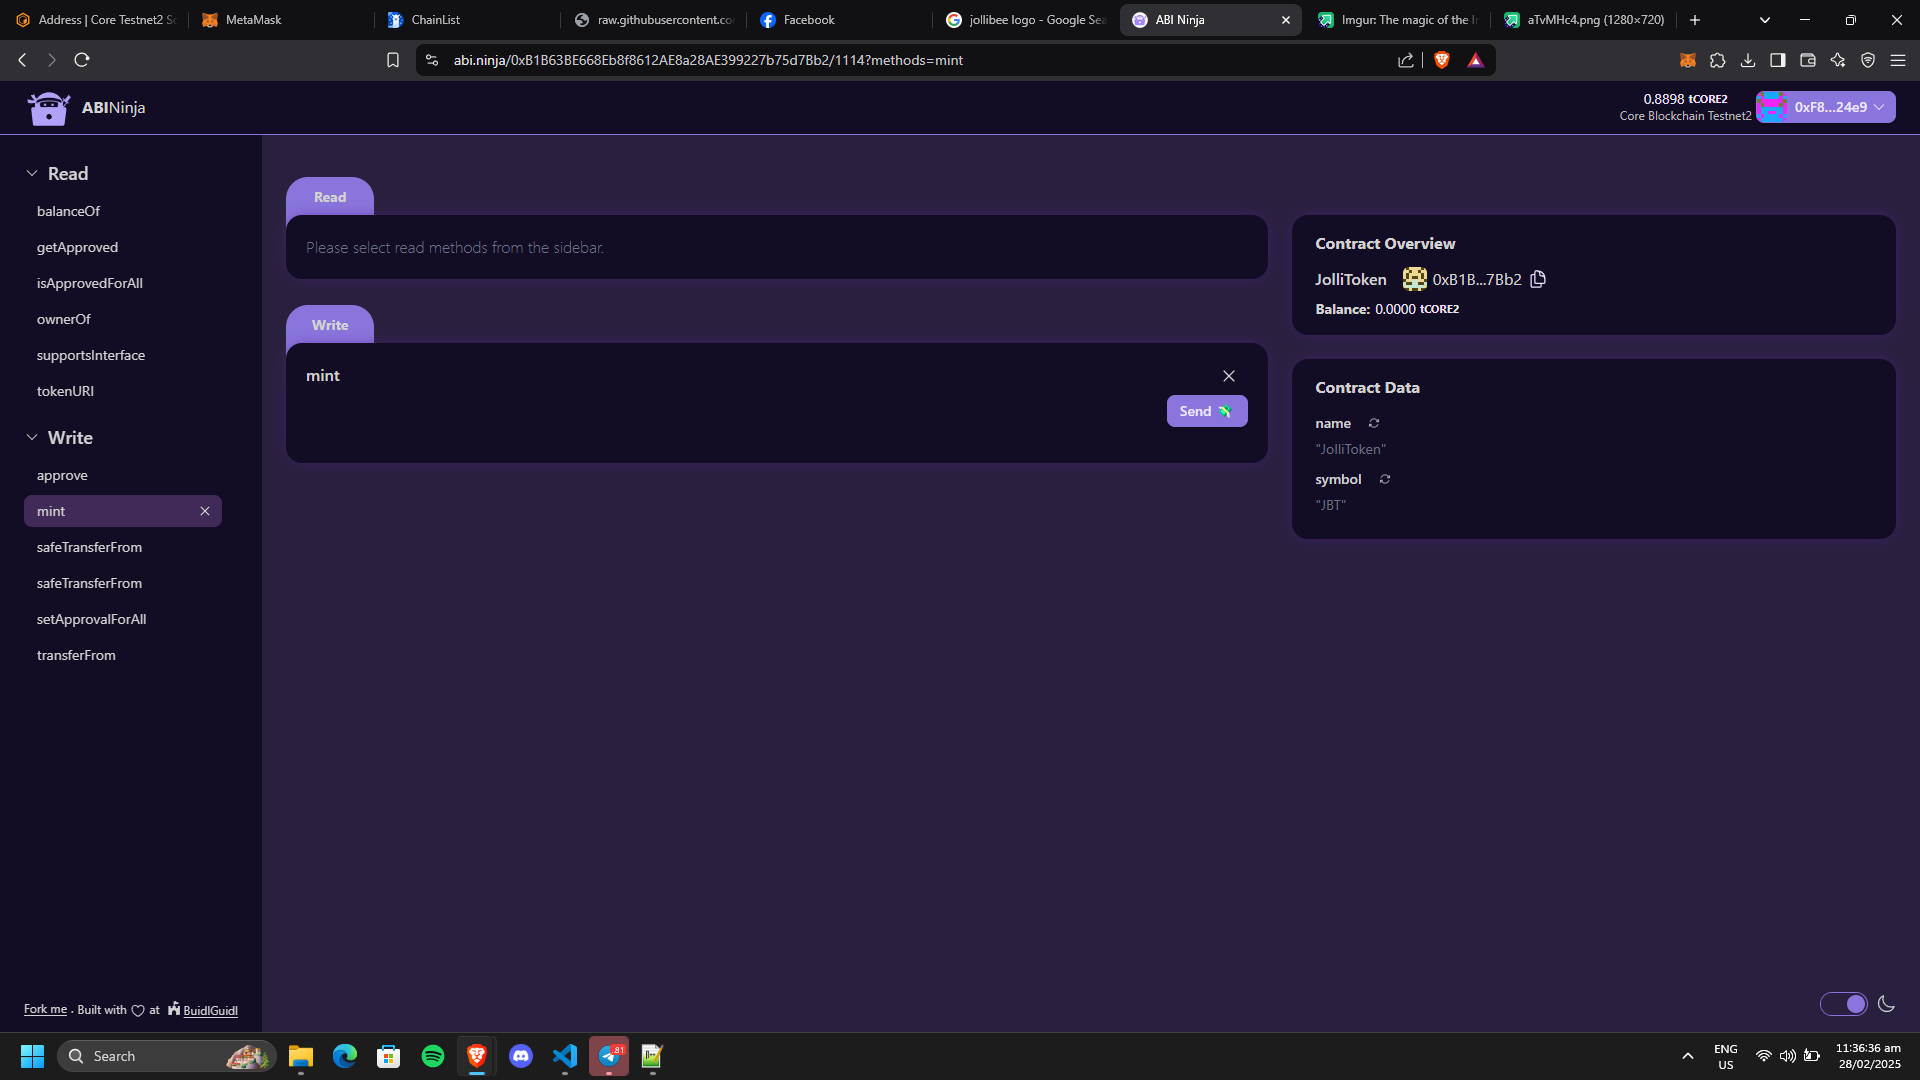 Address | Core Testnet2 Sc
MetaMask
ChainList
raw.githubusercontent.co
Facebook
jollibee logo - Google Sea
ABI Ninja
Imgur: The magic of the I
aTvMHc4.png (1280×720)
abi.ninja/0xB1B63BE668Eb8f8612AE8a28AE399227b75d7Bb2/1114?methods=mint
ABINinja
0.8898 tCORE2
Core Blockchain Testnet2
0xF8...24e9
Read
balanceOf
getApproved
isApprovedForAll
ownerOf
supportsInterface
tokenURI
Write
approve
mint
safeTransferFrom
safeTransferFrom
setApprovalForAll
transferFrom
Read
Please select read methods from the sidebar.
Write
mint
Send
Contract Overview
JolliToken 0xB1B...7Bb2
Balance: 0.0000 tCORE2
Contract Data
name
"JolliToken"
symbol
"JBT"
Fork me . Built with at BuidlGuidl
Search
81
ENG
US
11:36:36 am
28/02/2025